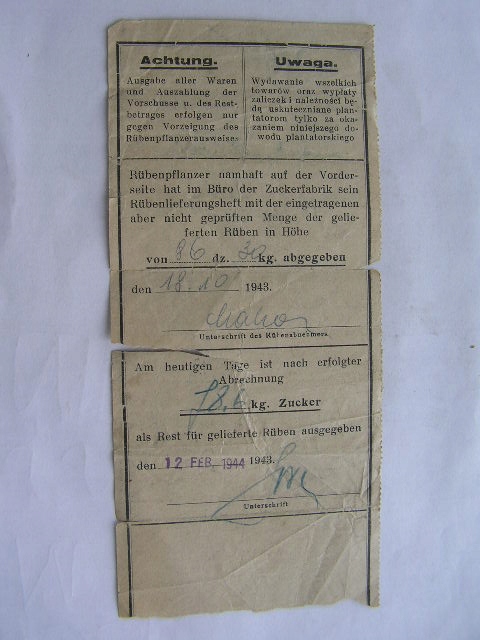 Achtung.
Ausgabe aller Waren
und Auszahlung der
Vorschusse u. des Rest-
betrages erfolgen nur
gegen Vorzeigung des
Rübenpflanzerausweises
Uwaga.
Wydawanie wszelkich
towarów oraz wypłaty
zaliczek i należności bę-
dą uskuteczniane plan-
tatorom tylko za oka-
zaniem niniejszego do-
wodu plantatorskiego
Rübenpflanzer namhaft auf der Vorder-
seite hat im Büro der Zuckerfabrik sein
Rübenlieferungsheft mit der eingetragenen
aber nicht geprüften Menge der gelie-
ferten Rüben in Höhe
von 86 dz. 30 kg. abgegeben
den 18.10 1943.
Unterschrift des Rübenabnehmers
Am heutigen Tage ist nach erfolgter
Abrechnung
kg. Zucker
als Rest für gelieferte Rüben ausgegeben
den 12 FEB. 1944 1943.
Unterschrift